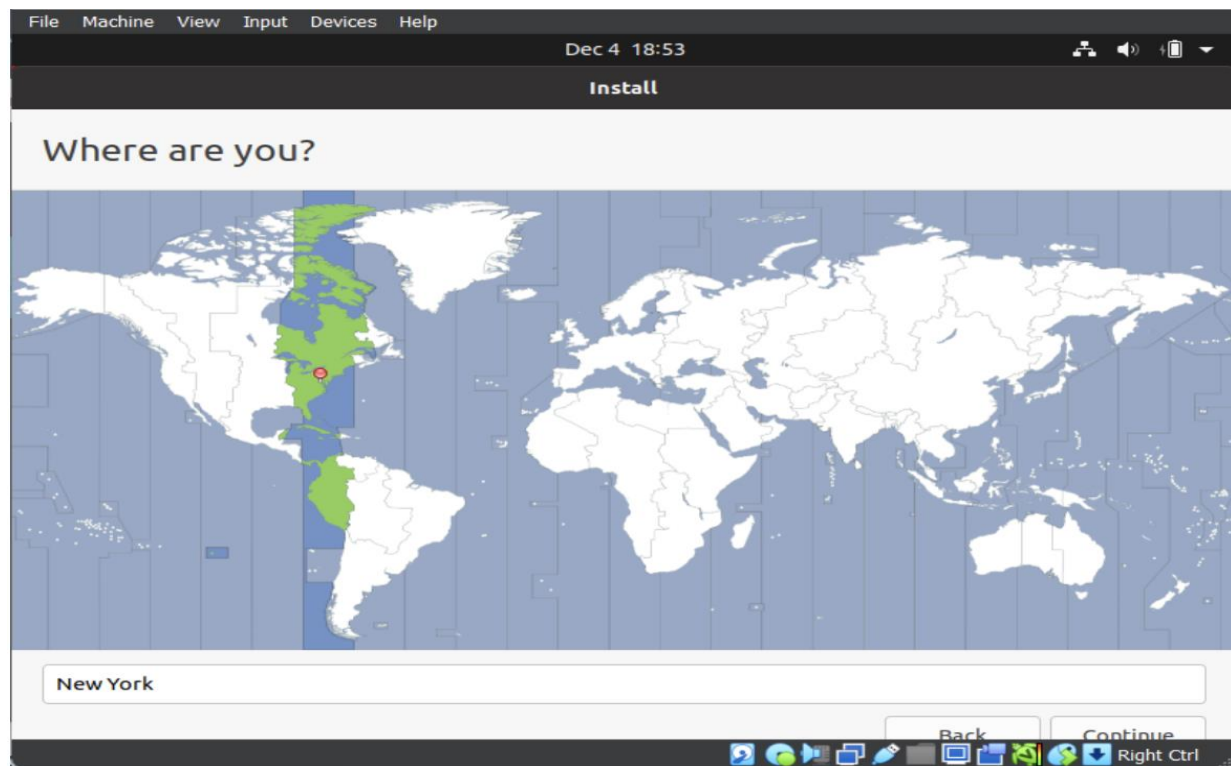 File Machine View Input Devices Help
Dec 4 18:53
Install
Where are you?
New York
Back Continue
Right Ctrl